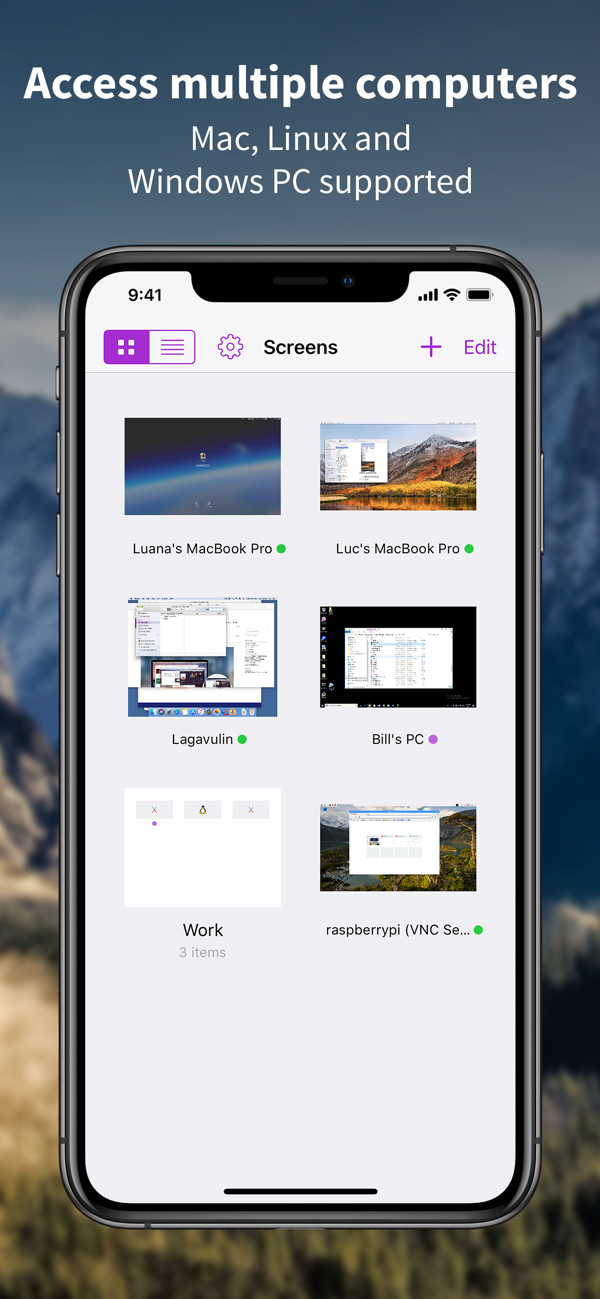 Access multiple computers
Mac, Linux and
Windows PC supported
9:41
Screens
Edit
Luana's MacBook Pro
Luc's MacBook Pro
Lagavulin
Bill's PC
X
X
Work
3 items
raspberrypi (VNC Se...